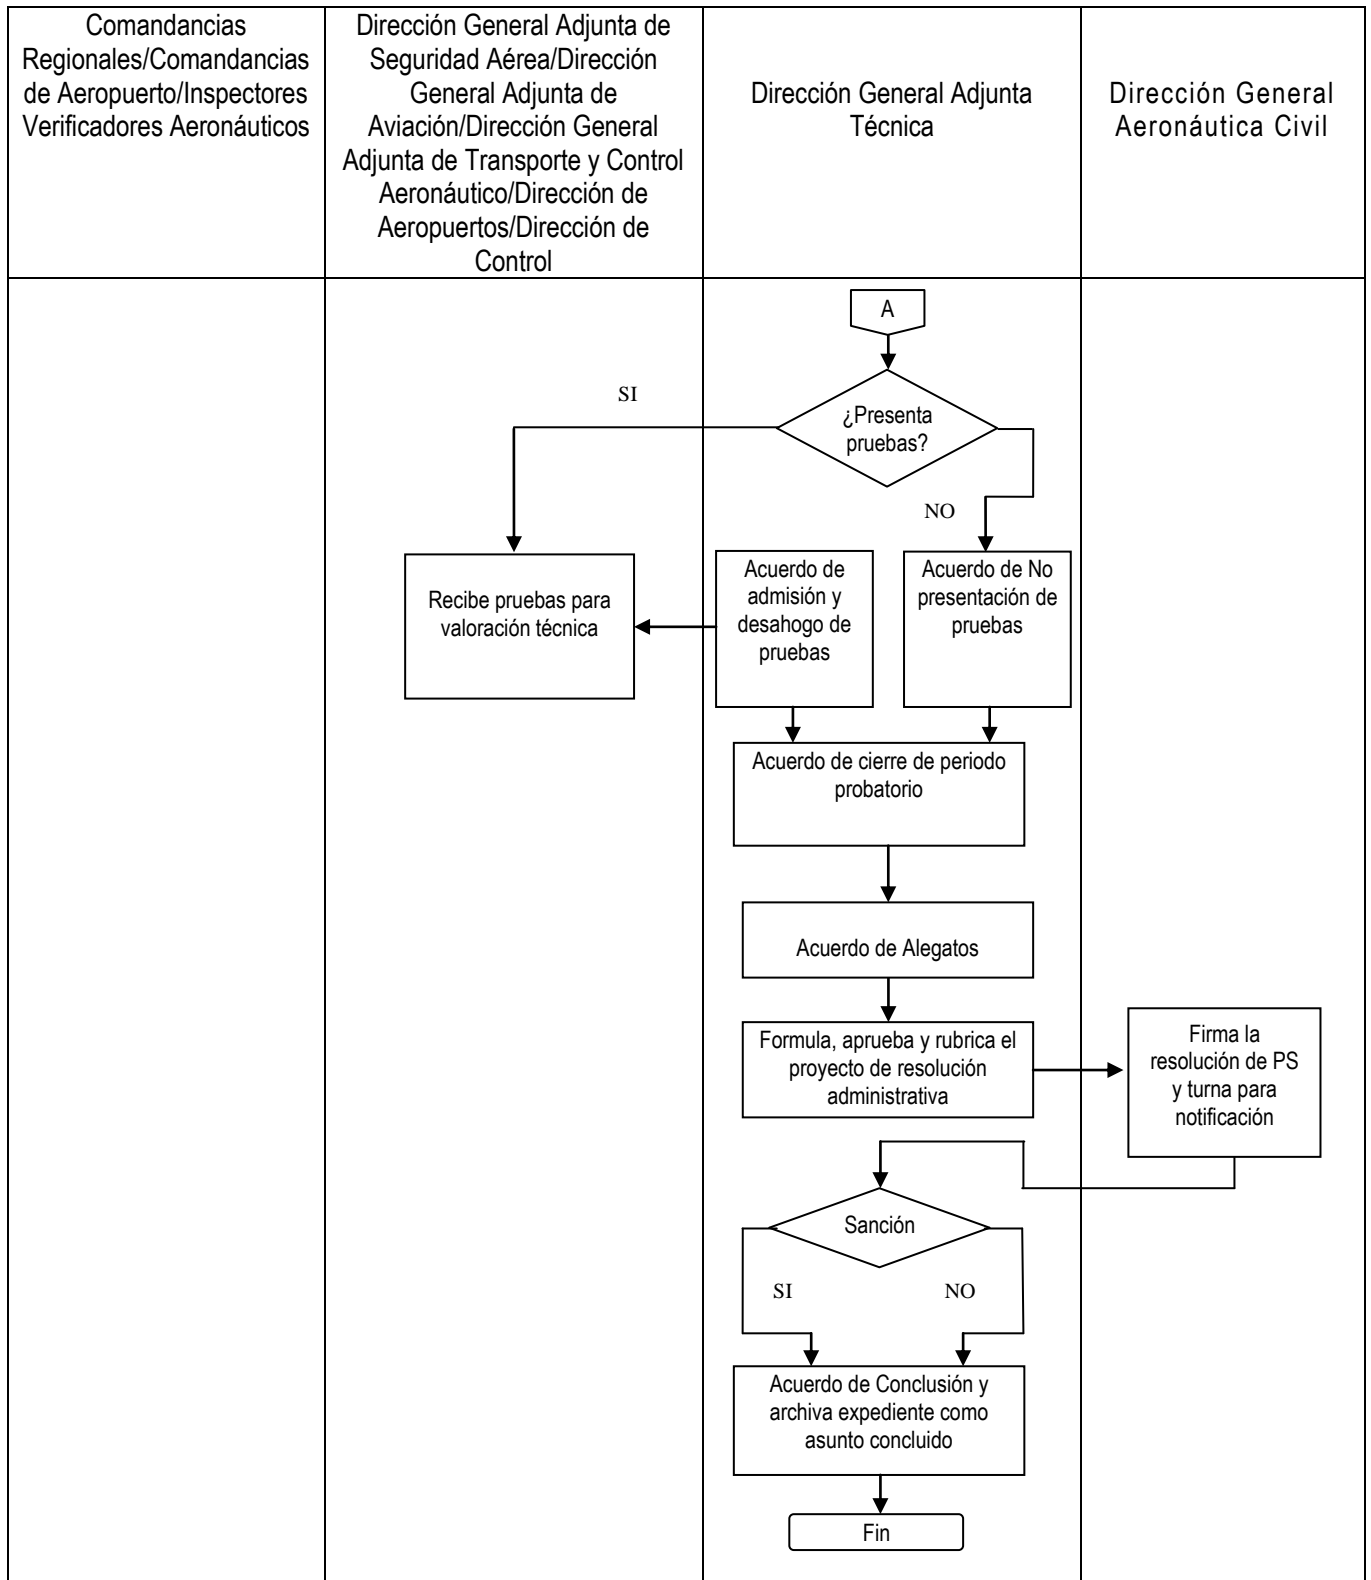 Comandancias
Regionales/Comandancias
de Aeropuerto/Inspectores
Verificadores Aeronáuticos
Dirección General Adjunta de
Seguridad Aérea/Dirección
General Adjunta de
Aviación/Dirección General
Adjunta de Transporte y Control
Aeronáutico/Dirección de
Aeropuertos/Dirección de
Control
Dirección General Adjunta
Técnica
Dirección General
Aeronáutica Civil
A
¿Presenta
pruebas?
SI
NO
Recibe pruebas para
valoración técnica
Acuerdo de
admisión y
desahogo de
pruebas
Acuerdo de No
presentación de
pruebas
Acuerdo de cierre de periodo
probatorio
Acuerdo de Alegatos
Formula, aprueba y rubrica el
proyecto de resolución
administrativa
Firma la
resolución de PS
y turna para
notificación
Sanción
SI
NO
Acuerdo de Conclusión y
archiva expediente como
asunto concluido
Fin